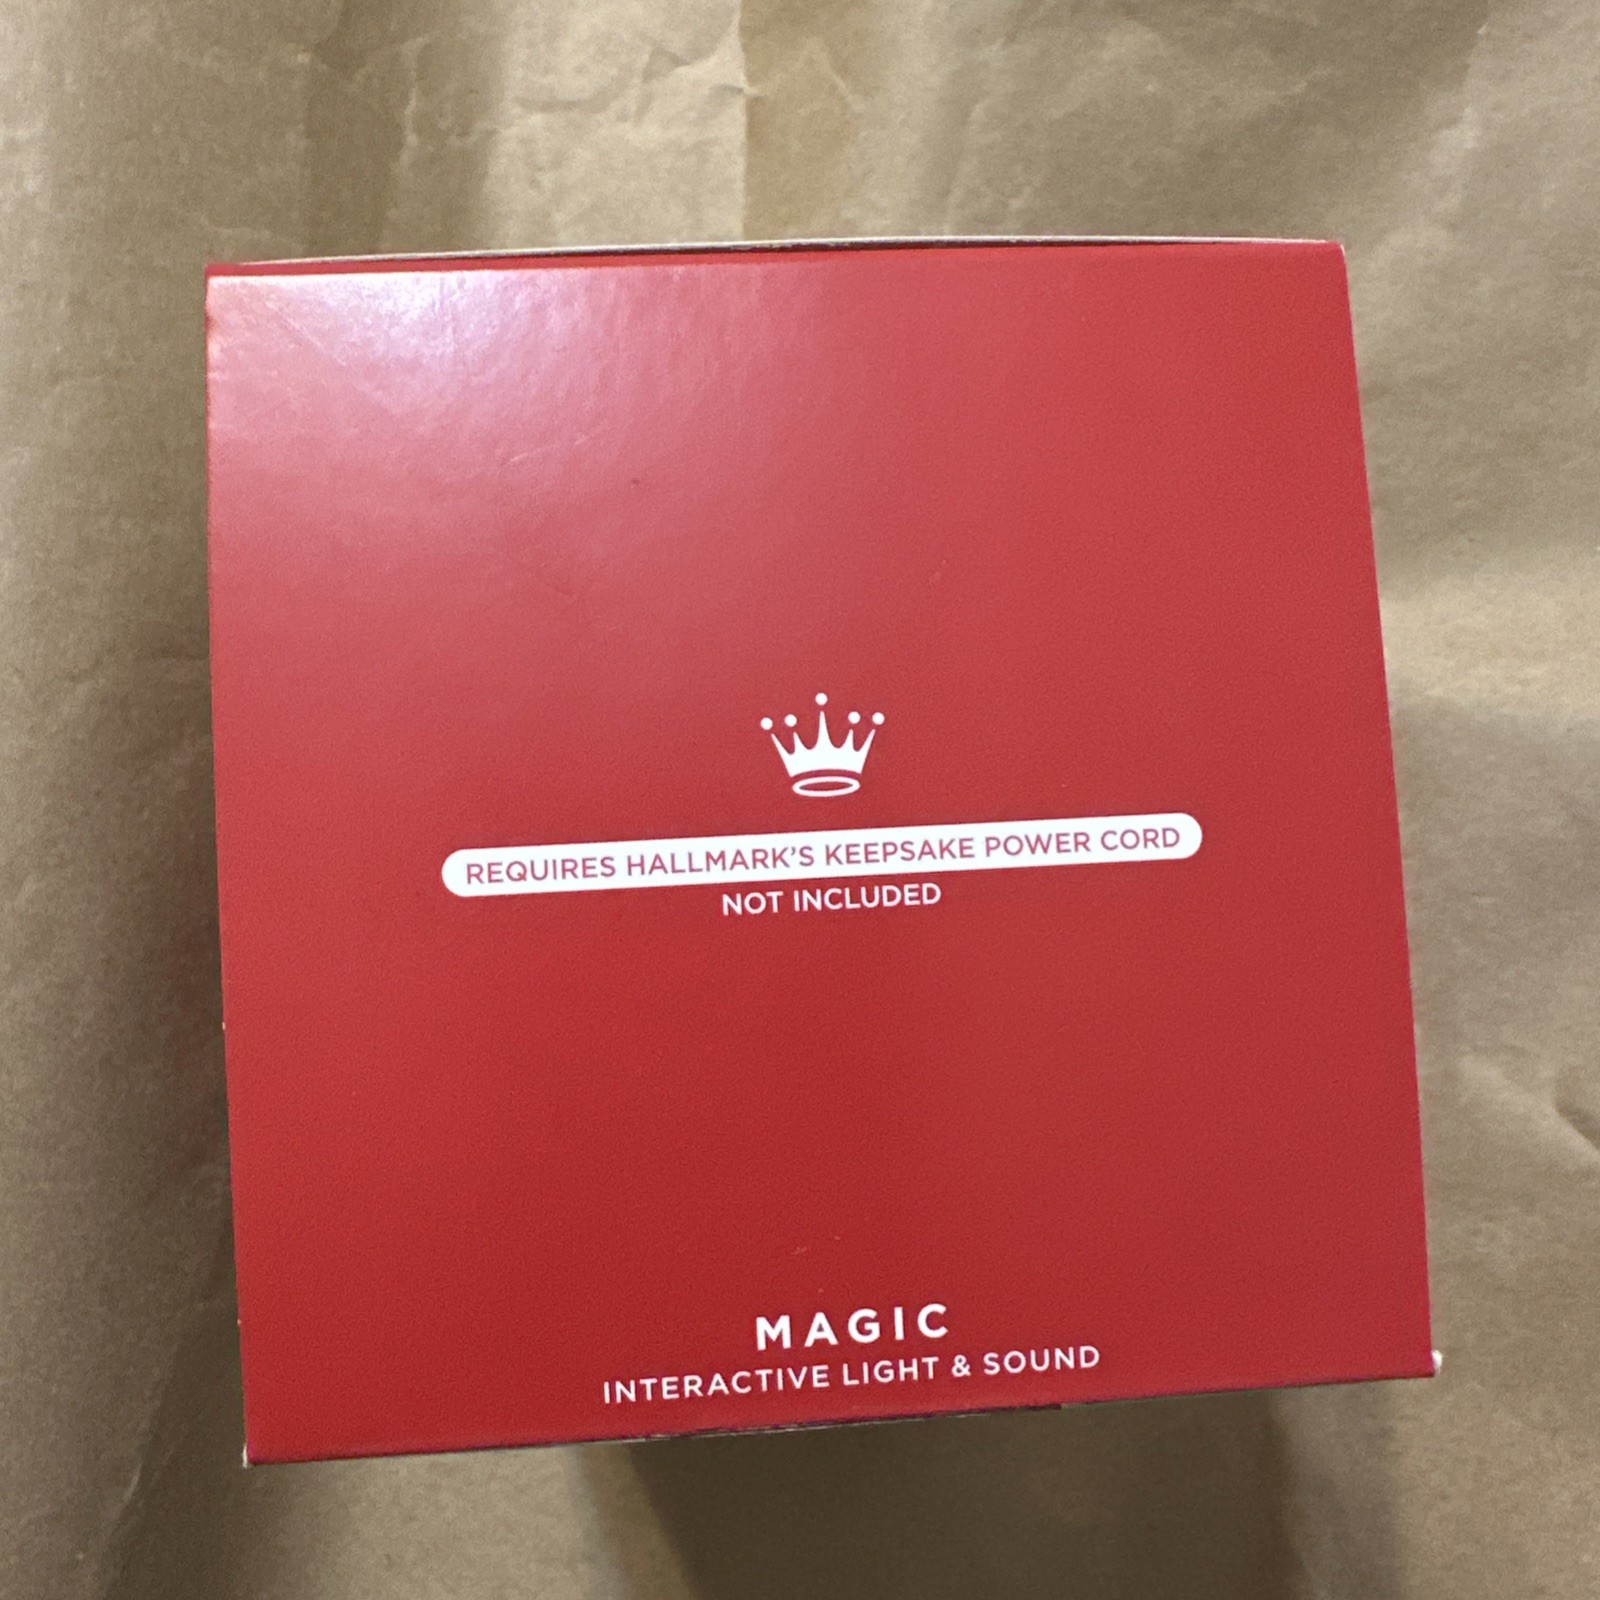 REQUIRES HALLMARK'S KEEPSAKE POWER CORD
NOT INCLUDED
MAGIC
INTERACTIVE LIGHT & SOUND